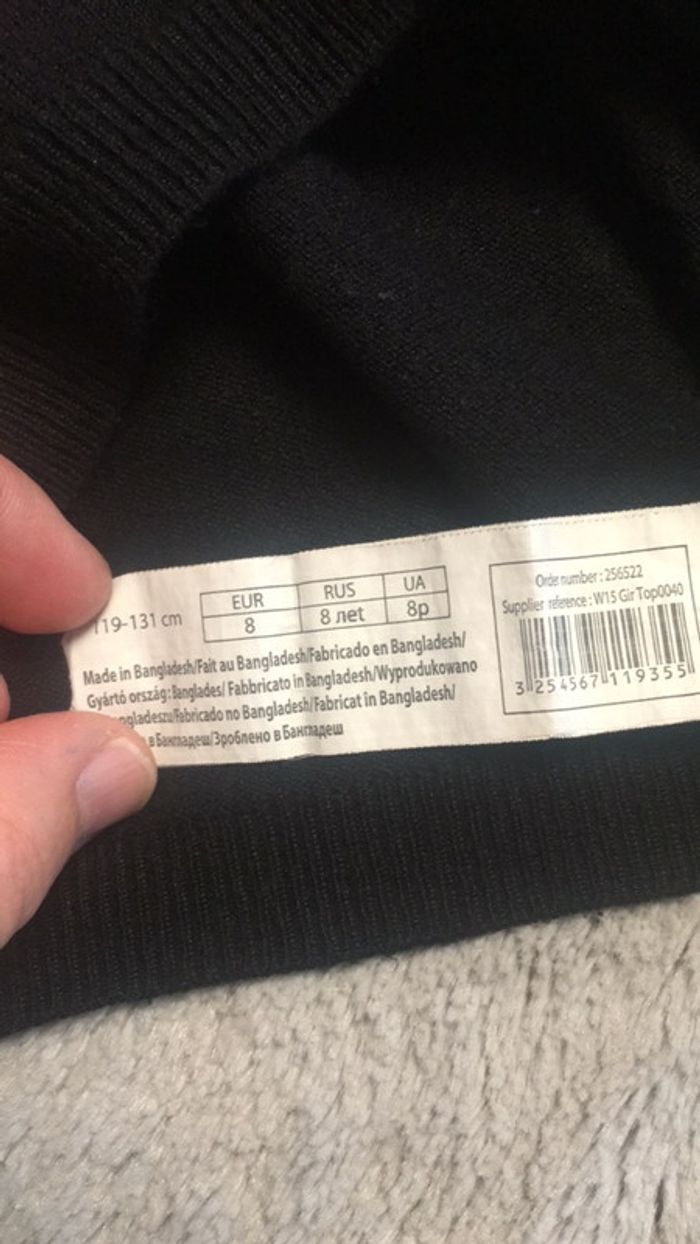 119-131 cm
EUR RUS UA
8 8 лет 8р
Made in Bangladesh/Fait au Bangladesh/Fabricado en Bangladesh/
Gyártó ország: Banglades/ Fabbricato in Bangladesh/Wyprodukowano
Bangladeszu/Fabricado no Bangladesh/Fabricat în Bangladesh/
в Бангладеш/Зроблено в Бангладеш
Order number : 256522
Supplier reference : W15 Gir Top0040
3 254567 119355